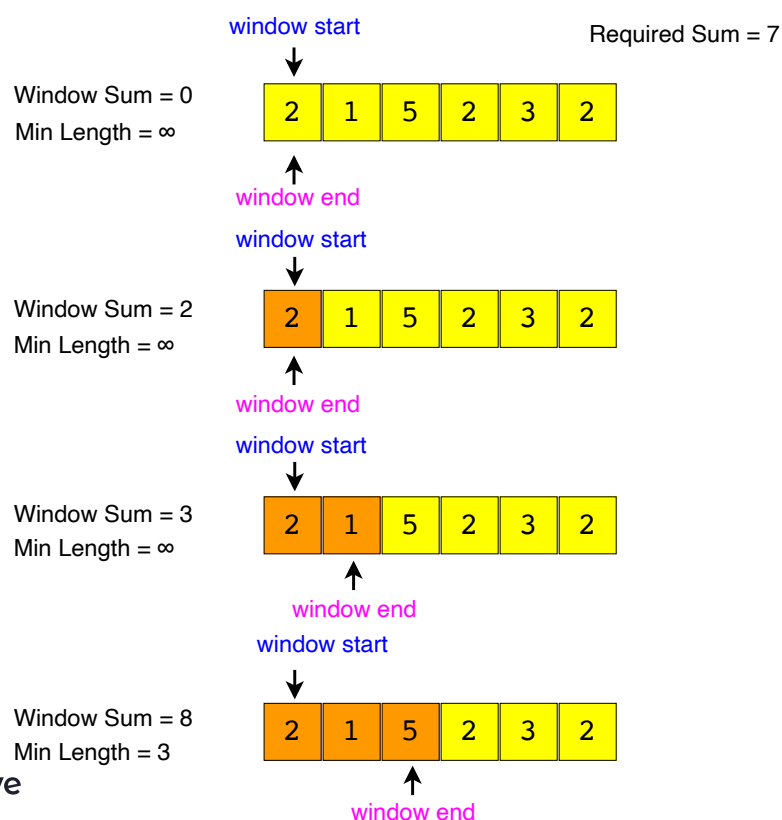 window start
Required Sum = 7
Window Sum = 0
Min Length = ∞
2 1 5 2 3 2
window end
window start
Window Sum = 2
Min Length = ∞
2 1 5 2 3 2
window end
window start
Window Sum = 3
Min Length = ∞
2 1 5 2 3 2
window end
window start
Window Sum = 8
Min Length = 3
2 1 5 2 3 2
window end